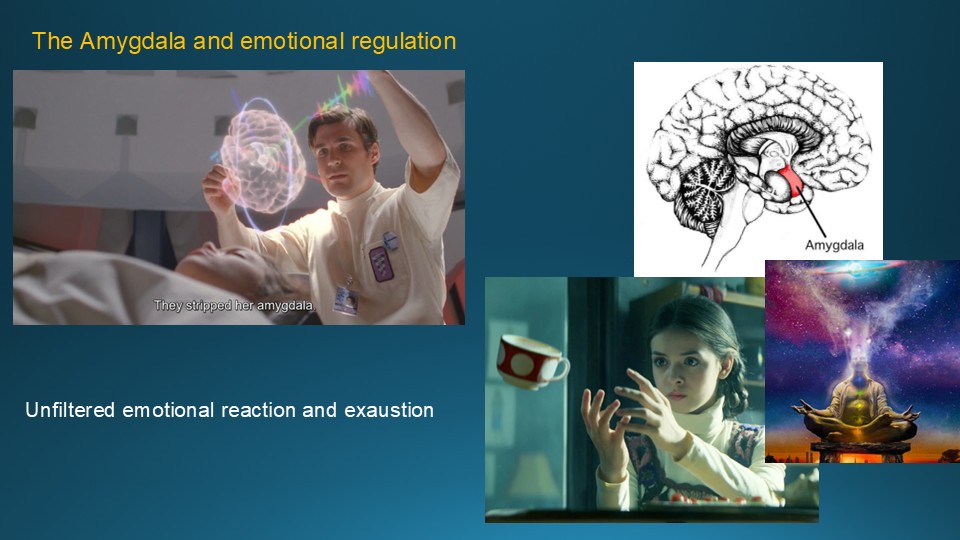 The Amygdala and emotional regulation
They stripped her amygdala.
Amygdala
Unfiltered emotional reaction and exaustion